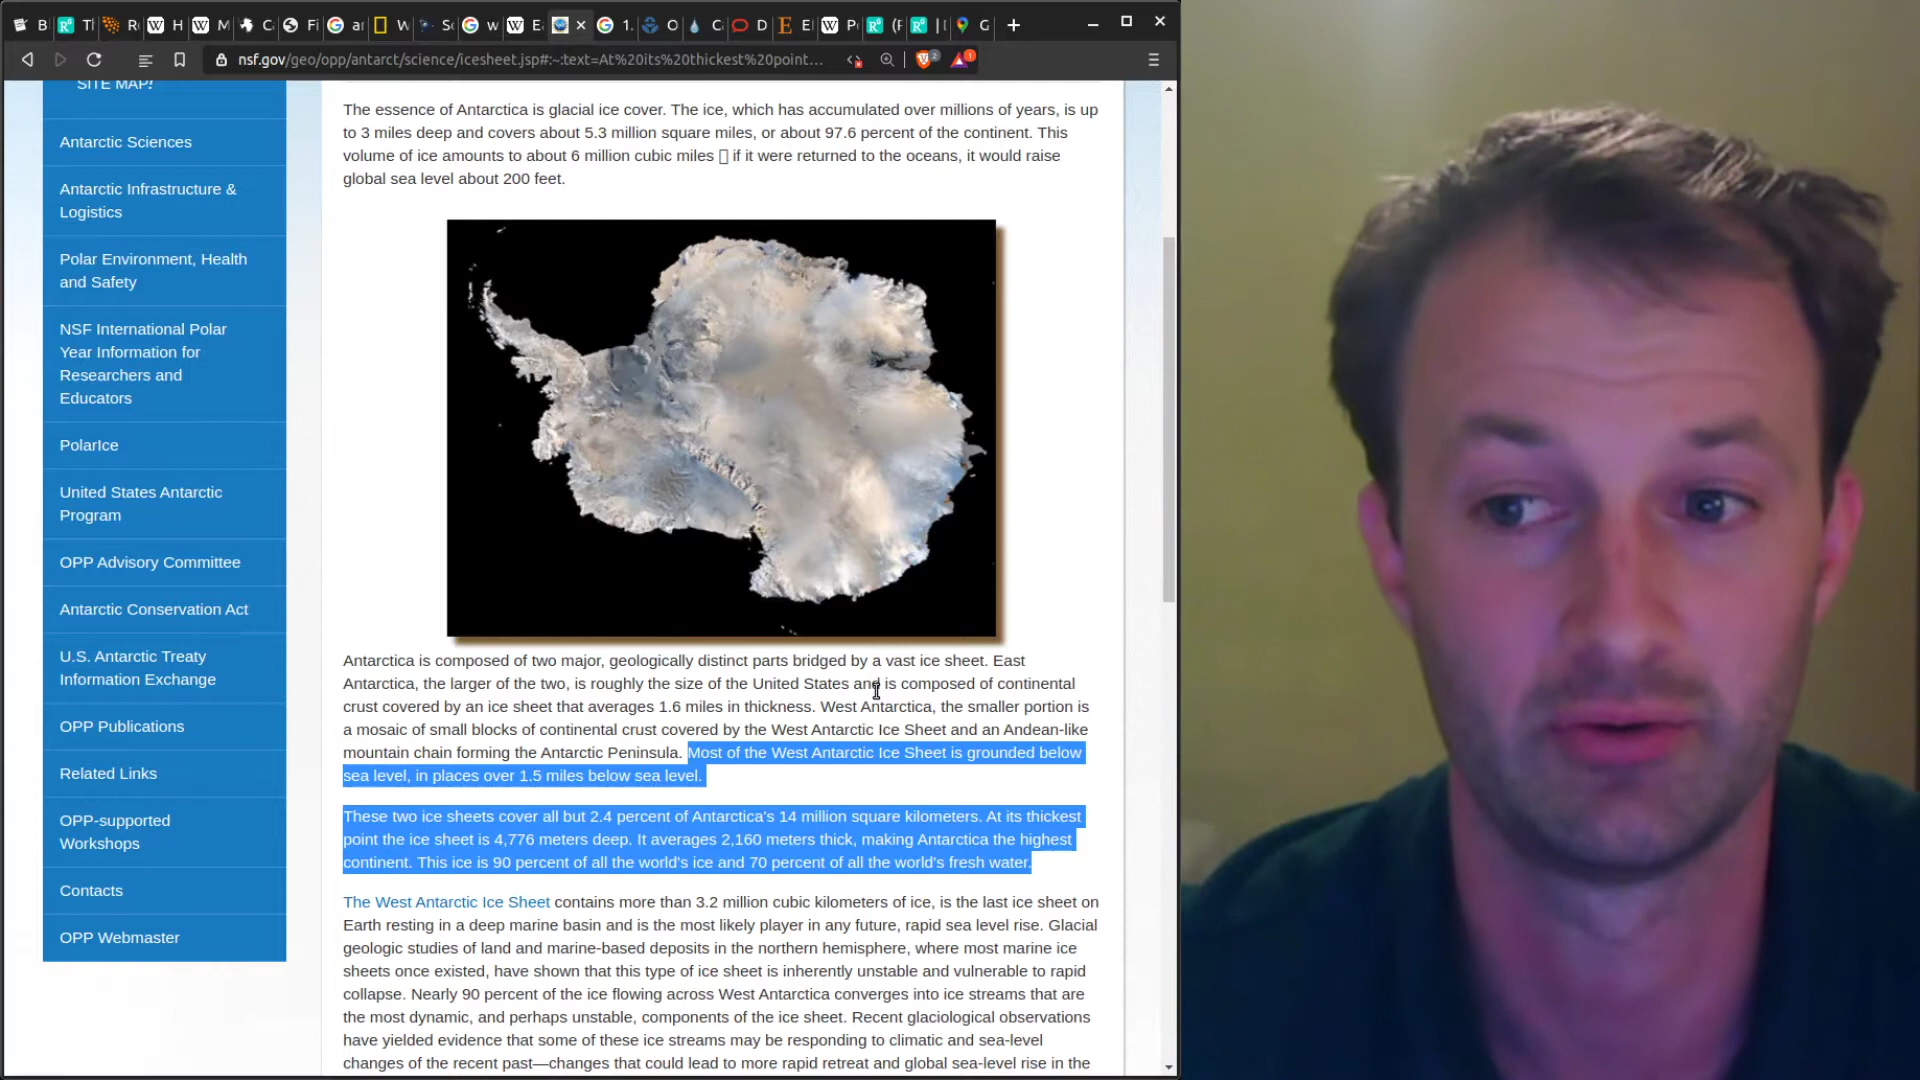 B
Tl
R
H
M
C
Fi
ar
W
Sc
w
E
1.
O
C
D
E
P
(F
| [
G
nsf.gov/geo/opp/antarct/science/icesheet.jsp#:~:text=At%20its%20thickest%20point...
2
1
SITE MAP!
Antarctic Sciences
Antarctic Infrastructure &
Logistics
Polar Environment, Health
and Safety
NSF International Polar
Year Information for
Researchers and
Educators
PolarIce
United States Antarctic
Program
OPP Advisory Committee
Antarctic Conservation Act
U.S. Antarctic Treaty
Information Exchange
OPP Publications
Related Links
OPP-supported
Workshops
Contacts
OPP Webmaster
The essence of Antarctica is glacial ice cover. The ice, which has accumulated over millions of years, is up
to 3 miles deep and covers about 5.3 million square miles, or about 97.6 percent of the continent. This
volume of ice amounts to about 6 million cubic miles if it were returned to the oceans, it would raise
global sea level about 200 feet.
Antarctica is composed of two major, geologically distinct parts bridged by a vast ice sheet. East
Antarctica, the larger of the two, is roughly the size of the United States and is composed of continental
crust covered by an ice sheet that averages 1.6 miles in thickness. West Antarctica, the smaller portion is
a mosaic of small blocks of continental crust covered by the West Antarctic Ice Sheet and an Andean-like
mountain chain forming the Antarctic Peninsula. Most of the West Antarctic Ice Sheet is grounded below
sea level, in places over 1.5 miles below sea level.
These two ice sheets cover all but 2.4 percent of Antarctica's 14 million square kilometers. At its thickest
point the ice sheet is 4,776 meters deep. It averages 2,160 meters thick, making Antarctica the highest
continent. This ice is 90 percent of all the world's ice and 70 percent of all the world's fresh water.
The West Antarctic Ice Sheet contains more than 3.2 million cubic kilometers of ice, is the last ice sheet on
Earth resting in a deep marine basin and is the most likely player in any future, rapid sea level rise. Glacial
geologic studies of land and marine-based deposits in the northern hemisphere, where most marine ice
sheets once existed, have shown that this type of ice sheet is inherently unstable and vulnerable to rapid
collapse. Nearly 90 percent of the ice flowing across West Antarctica converges into ice streams that are
the most dynamic, and perhaps unstable, components of the ice sheet. Recent glaciological observations
have yielded evidence that some of these ice streams may be responding to climatic and sea-level
changes of the recent past—changes that could lead to more rapid retreat and global sea-level rise in the